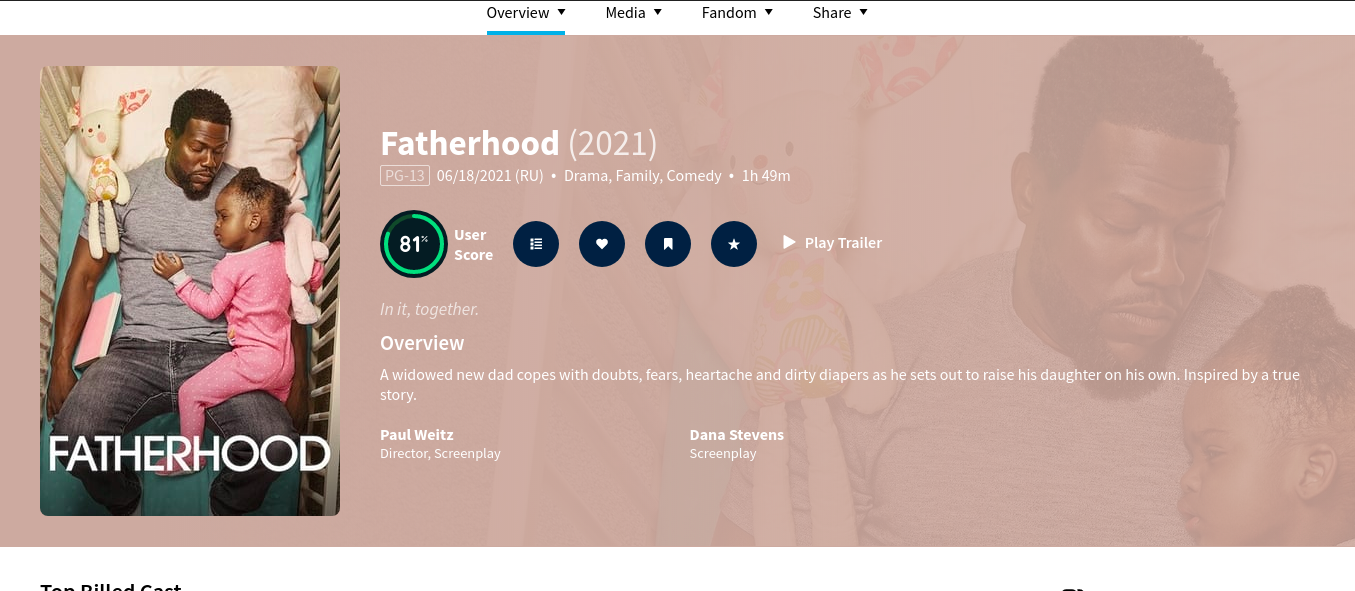 Overview
Media
Fandom
Share
FATHERHOOD
Fatherhood (2021)
PG-13 06/18/2021 (RU) • Drama, Family, Comedy • 1h 49m
81%
User
Score
Play Trailer
In it, together.
Overview
A widowed new dad copes with doubts, fears, heartache and dirty diapers as he sets out to raise his daughter on his own. Inspired by a true
story.
Paul Weitz
Director, Screenplay
Dana Stevens
Screenplay
Top Billed Cast